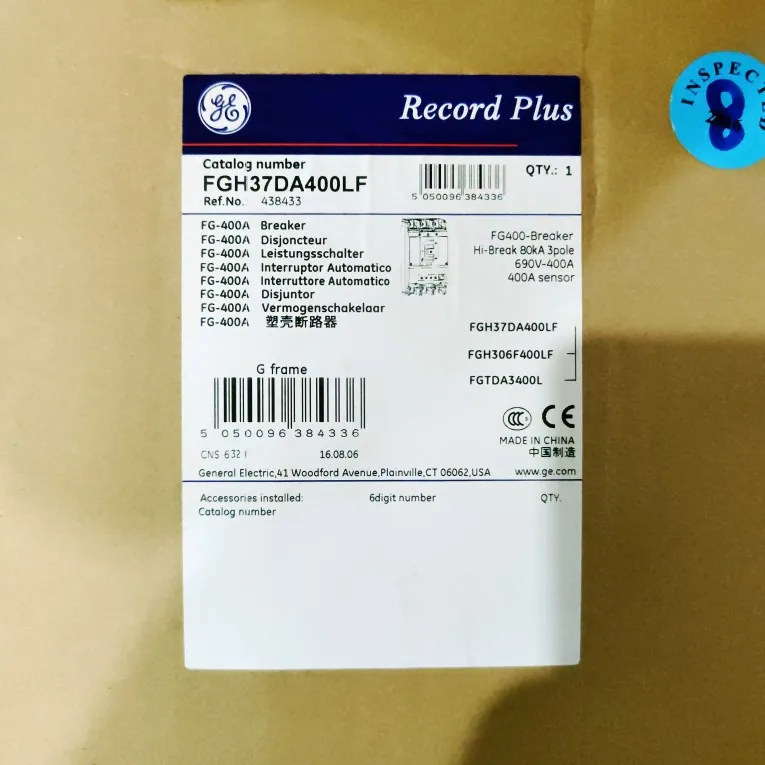 GE
Record Plus
INSPECTED
8
Catalog number
FGH37DA400LF
Ref.No. 438433
5 050096 384336
QTY.: 1
FG-400A Breaker
FG-400A Disjoncteur
FG-400A Leistungsschalter
FG-400A Interruptor Automatico
FG-400A Interruttore Automatico
FG-400A Disjuntor
FG-400A Vermogenschakelaar
FG-400A 塑壳断路器
FG400-Breaker
Hi-Break 80kA 3pole
690V-400A
400A sensor
FGH37DA400LF
FGH306F400LF
FGTDA3400L
G frame
5 050096 384336
CCC CE
MADE IN CHINA
中国制造
CNS 632 I 16.08.06
General Electric,41 Woodford Avenue,Plainville,CT 06062,USA www.ge.com
Accessories installed: 6digit number QTY.
Catalog number